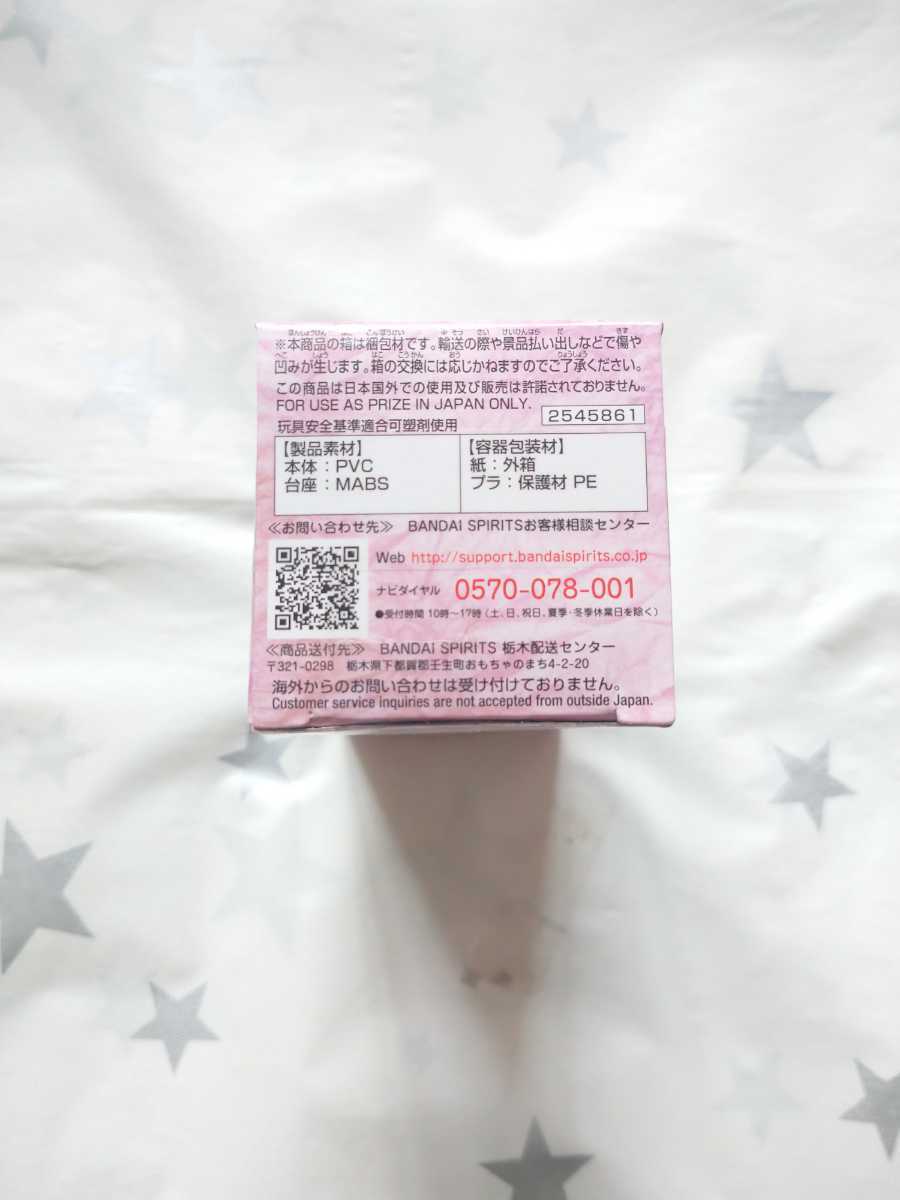 ※本商品の箱は梱包材です。輸送の際や景品払い出しなどで傷や
凹みが生じます。箱の交換には応じかねますのでご了承ください。
この商品は日本国外での使用及び販売は許諾されておりません。
FOR USE AS PRIZE IN JAPAN ONLY.
2545861
玩具安全基準適合可塑剤使用
【製品素材】
本体：PVC
台座：MABS
【容器包装材】
紙：外箱
プラ：保護材 PE
≪お問い合わせ先≫ BANDAI SPIRITSお客様相談センター
Web http://support.bandaispirits.co.jp
ナビダイヤル 0570-078-001
●受付時間 10時～17時（土、日、祝日、夏季・冬季休業日を除く）
≪商品送付先≫ BANDAI SPIRITS 栃木配送センター
〒321-0298 栃木県下都賀郡壬生町おもちゃのまち4-2-20
海外からのお問い合わせは受け付けておりません。
Customer service inquiries are not accepted from outside Japan.